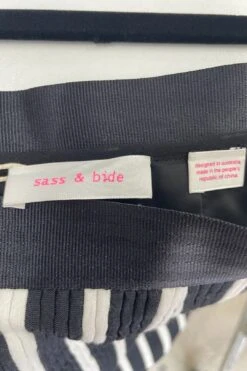 sass & bide
designed in australia
made in the people's
republic of china.